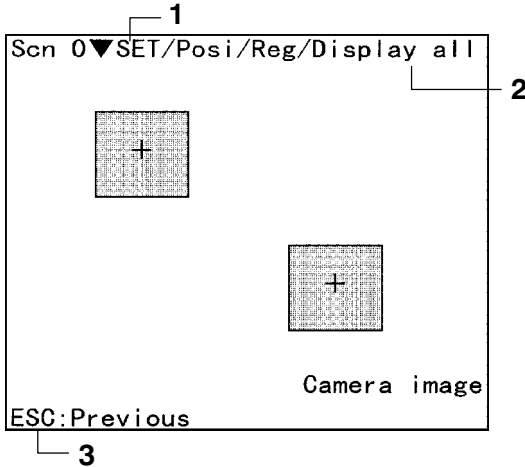 1
Scn 0▼SET/Posi/Reg/Display all
2
Camera image
ESC:Previous
3